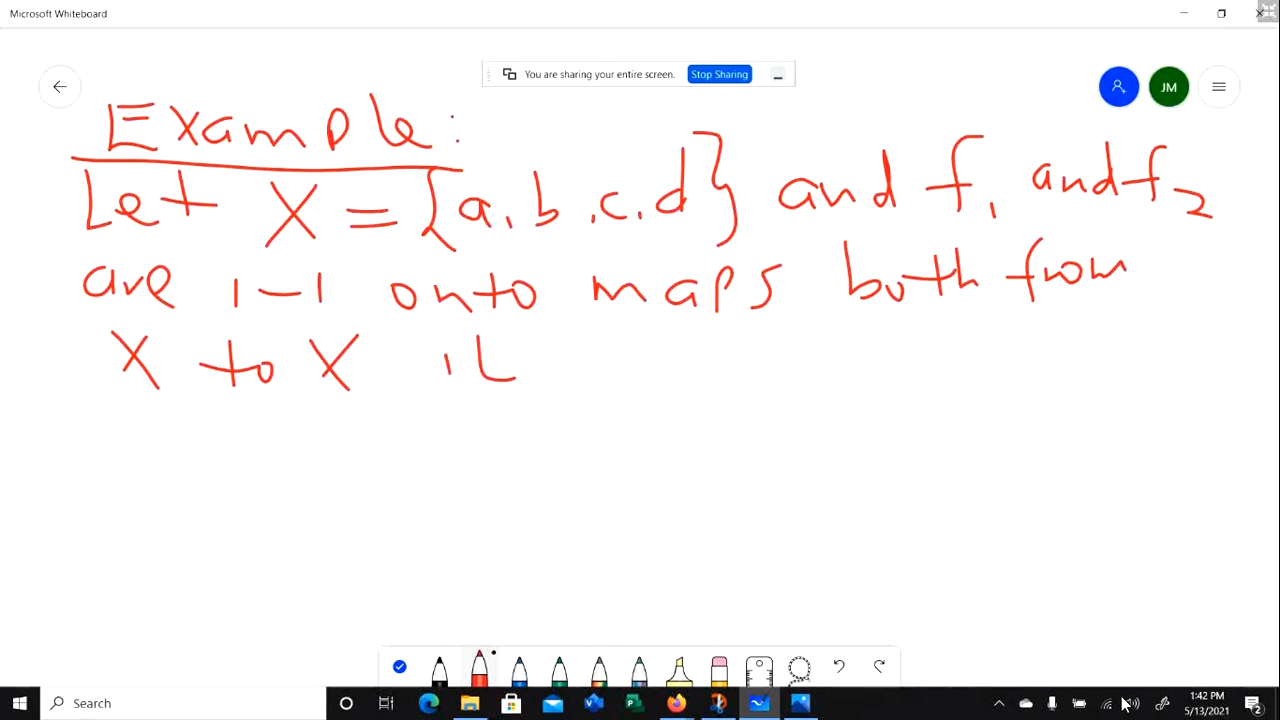 Microsoft Whiteboard
You are sharing your entire screen. Stop Sharing
JM
Example:
Let X = {a, b, c, d} and f₁ and f₂
are 1-1 onto maps both from
X to X
Search
1:42 PM
5/13/2021
2